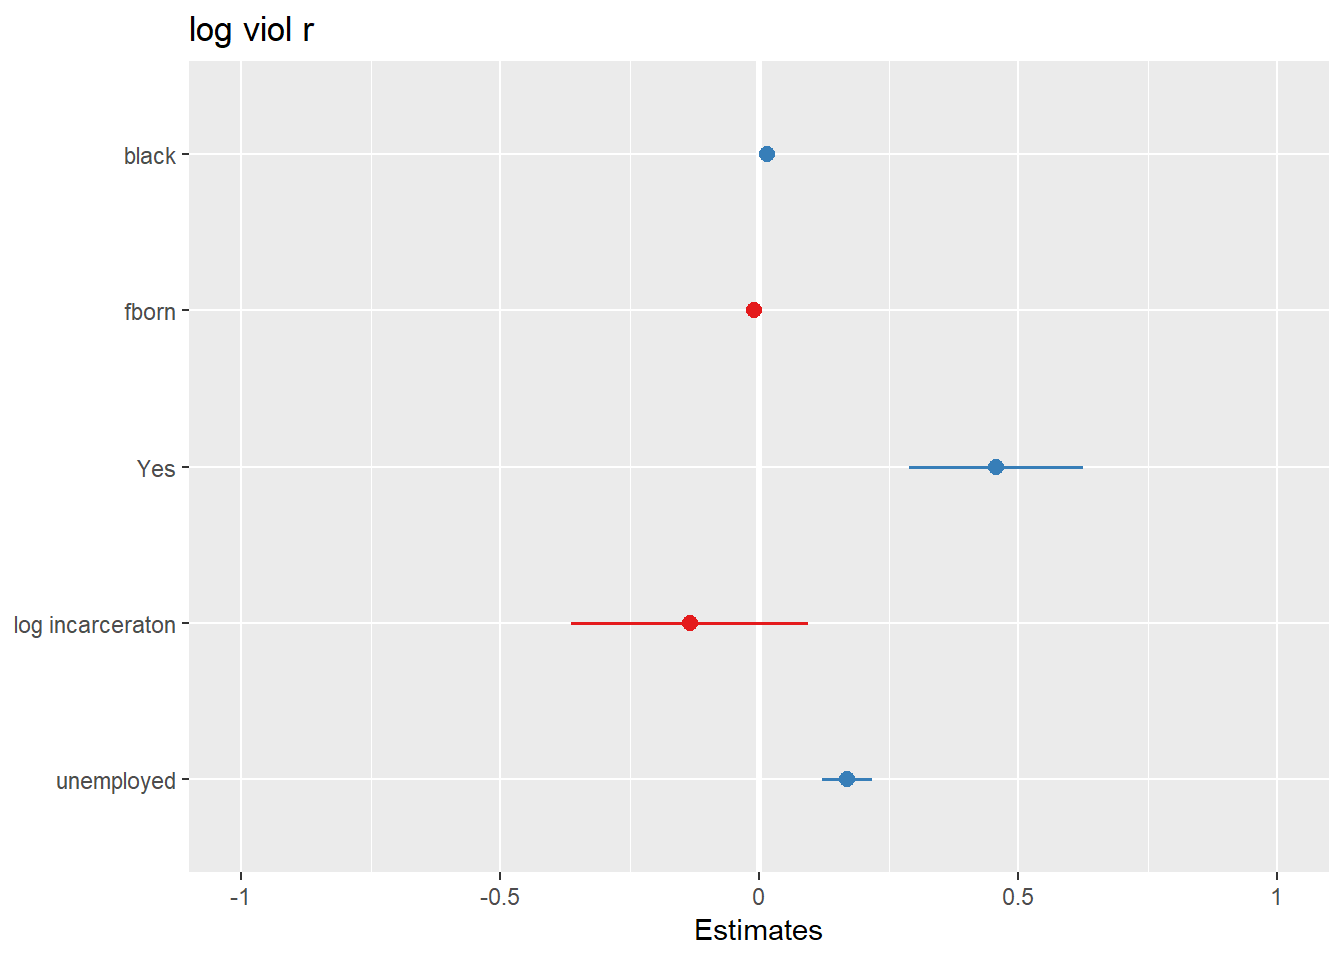 log viol r
black
fborn
Yes
log incarceraton
unemployed
-1 -0.5 0 0.5 1
Estimates